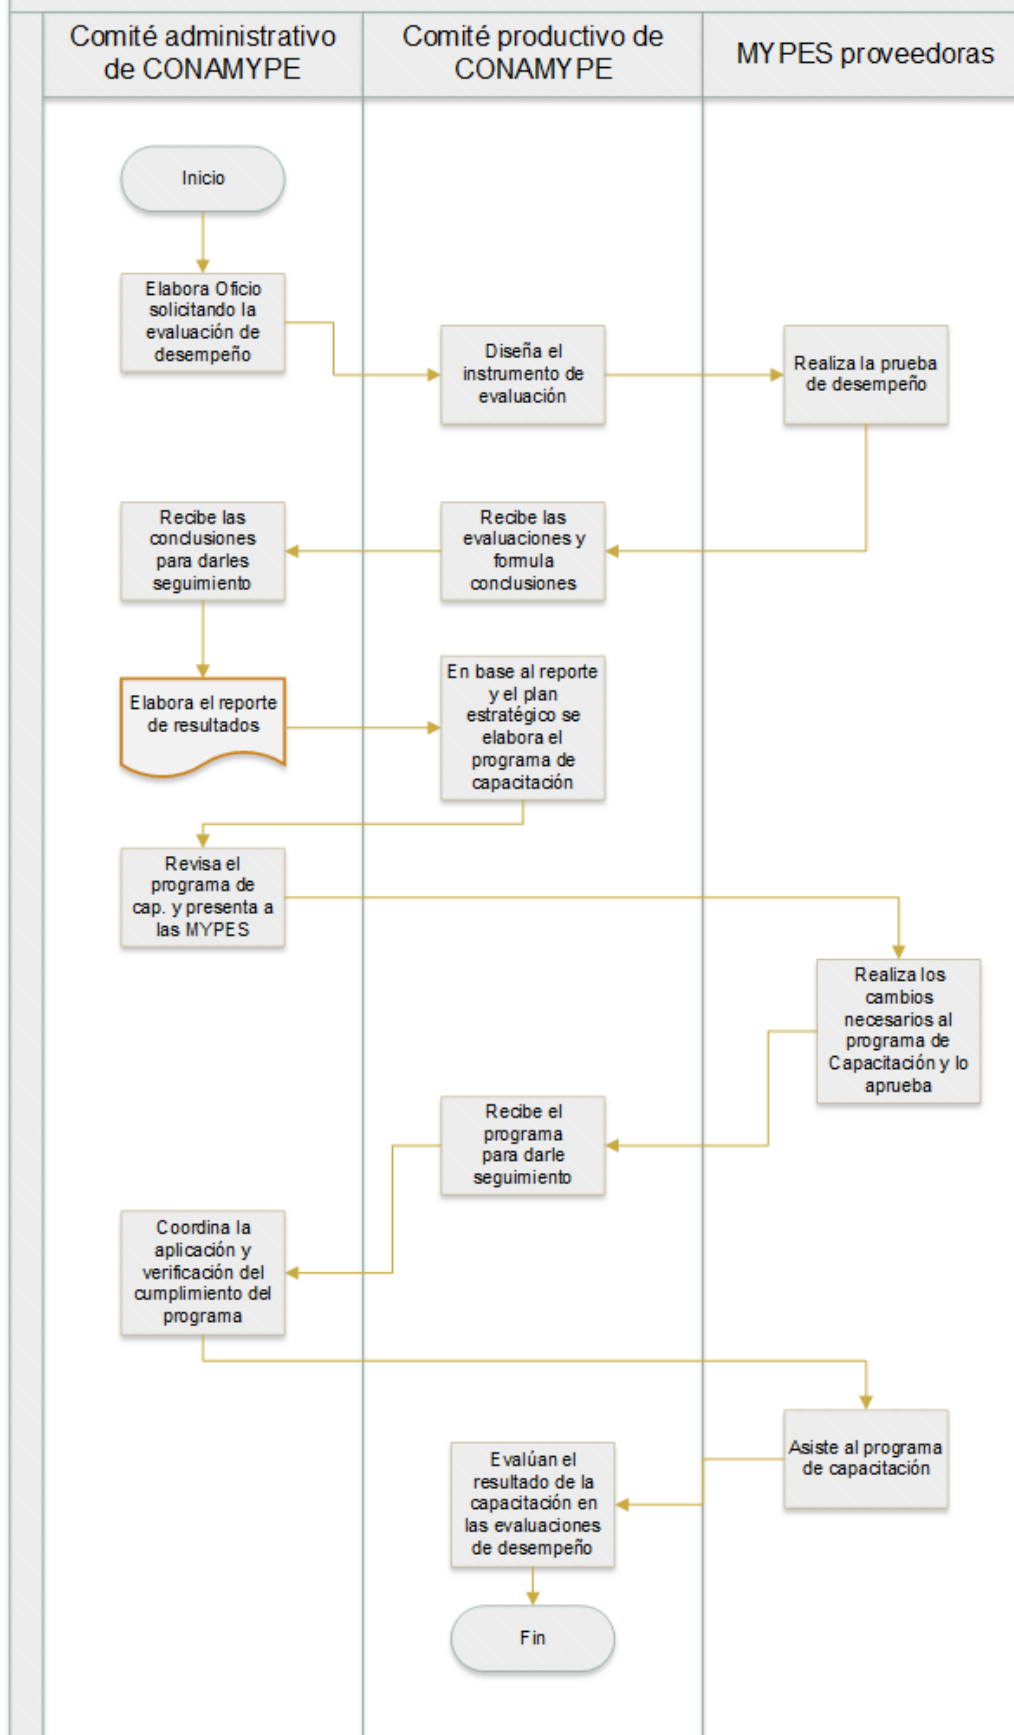 Comité administrativo
de CONAMYPE
Comité productivo de
CONAMYPE
MYPES proveedoras
Inicio
Elabora Oficio
solicitando la
evaluación de
desempeño
Diseña el
instrumento de
evaluación
Realiza la prueba
de desempeño
Recibe las
conclusiones
para darles
seguimiento
Recibe las
evaluaciones y
formula
conclusiones
Elabora el reporte
de resultados
En base al reporte
y el plan
estratégico se
elabora el
programa de
capacitación
Revisa el
programa de
cap. y presenta a
las MYPES
Realiza los
cambios
necesarios al
programa de
Capacitación y lo
aprueba
Recibe el
programa
para darle
seguimiento
Coordina la
aplicación y
verificación del
cumplimiento del
programa
Asiste al programa
de capacitación
Evalúan el
resultado de la
capacitación en
las evaluaciones
de desempeño
Fin